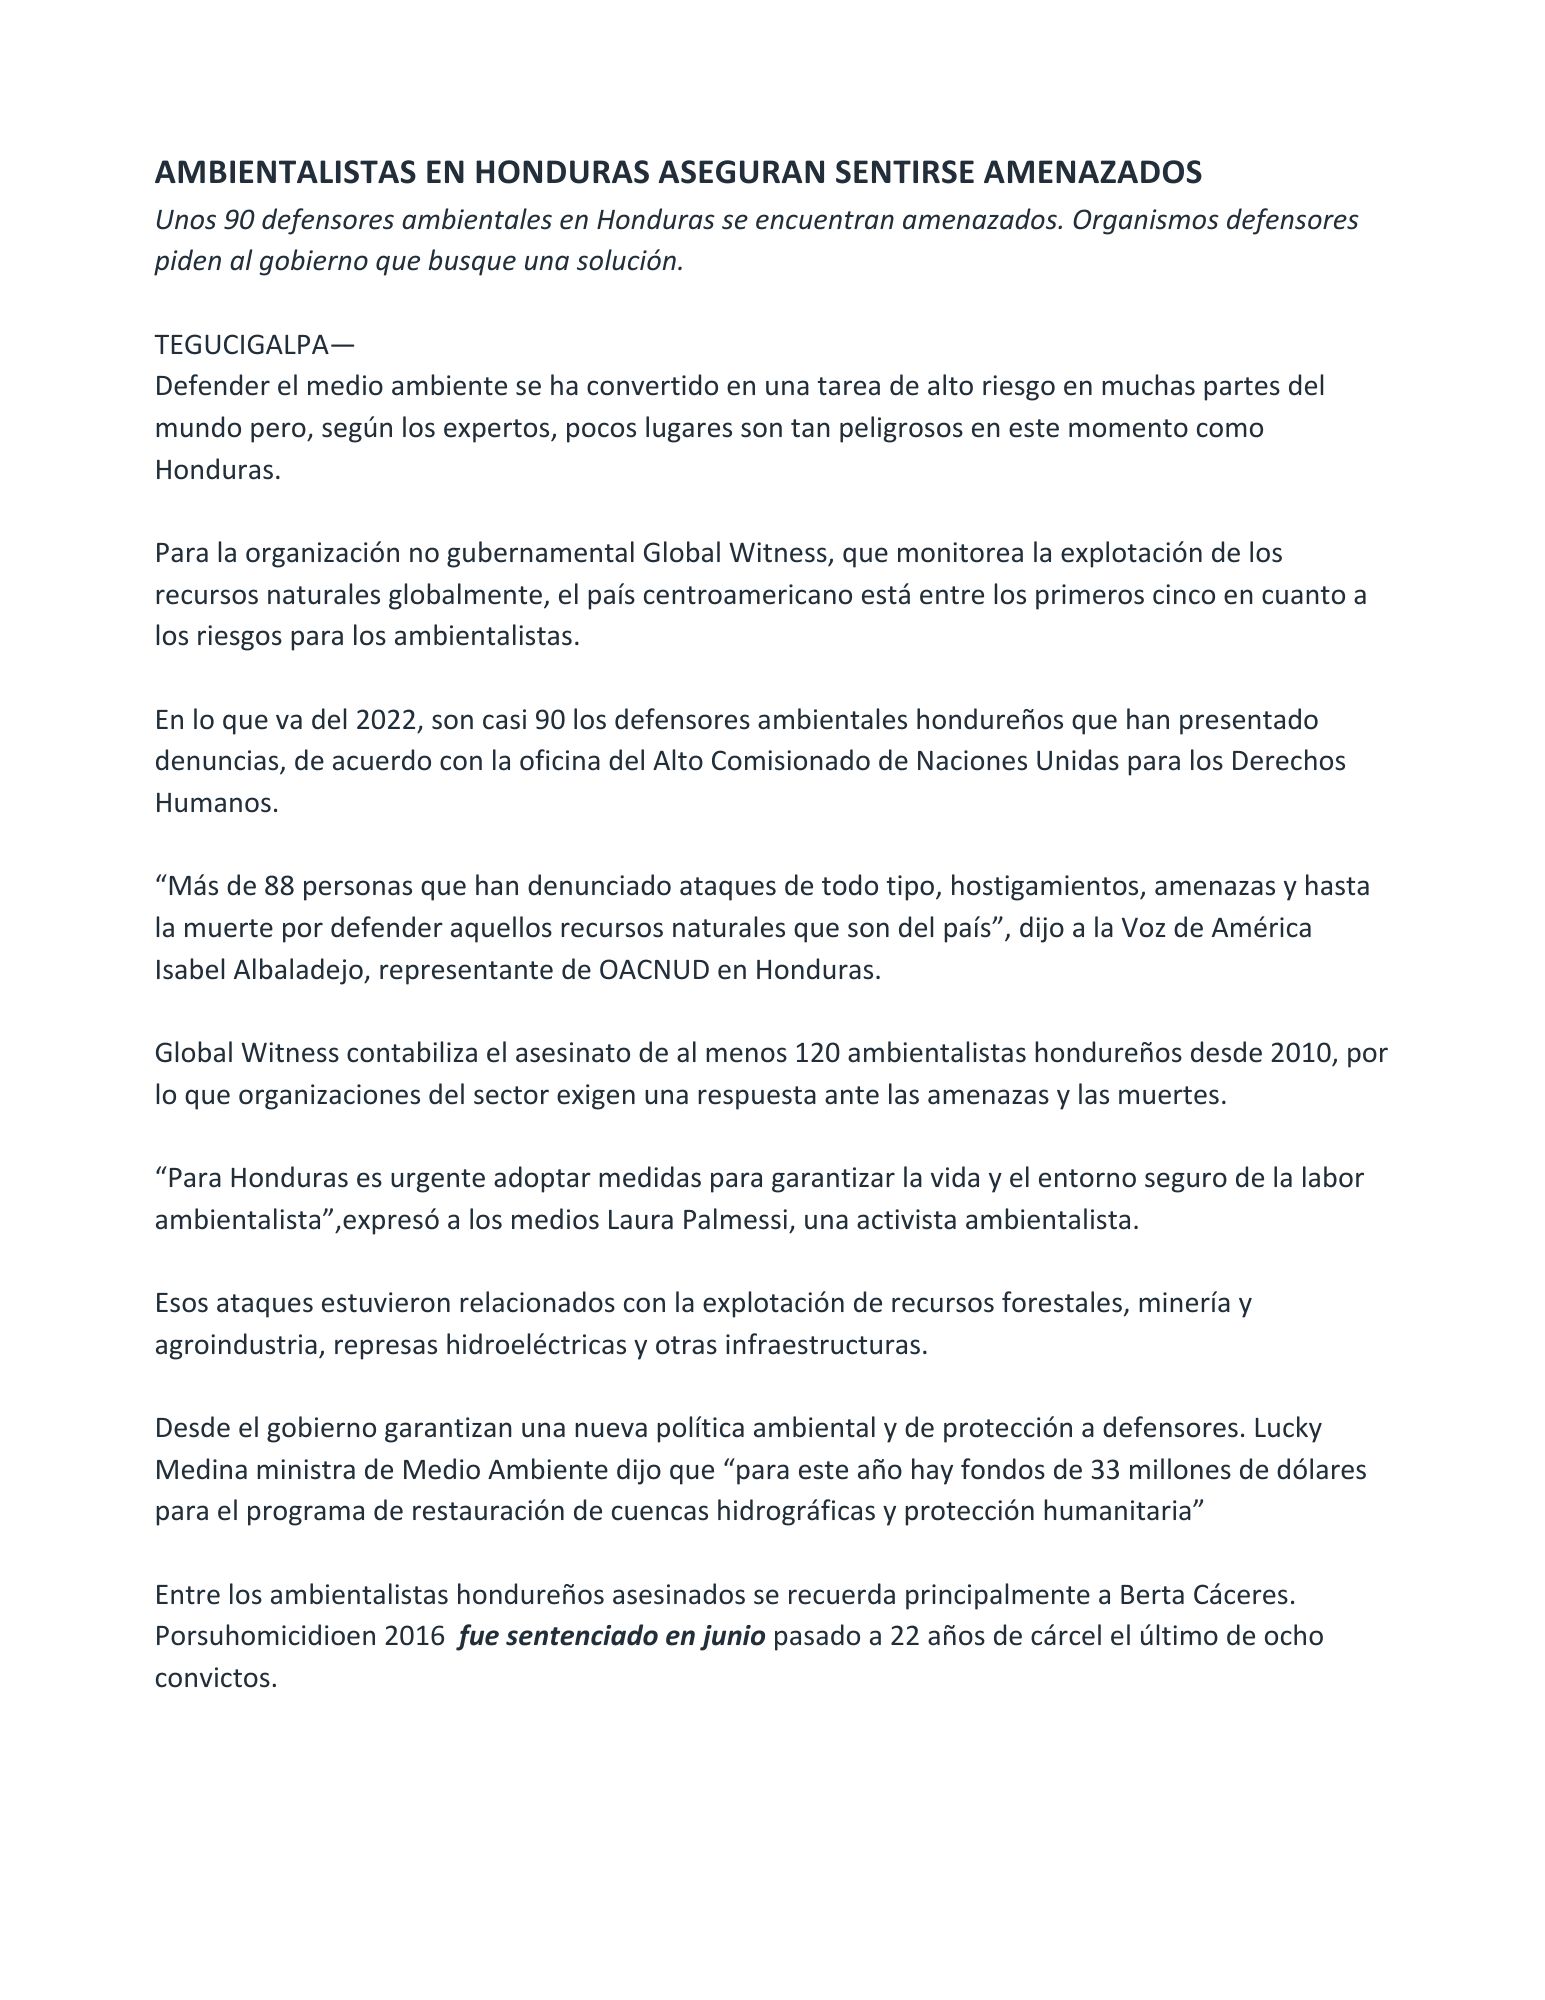 AMBIENTALISTAS EN HONDURAS ASEGURAN SENTIRSE AMENAZADOS
Unos 90 defensores ambientales en Honduras se encuentran amenazados. Organismos defensores
piden al gobierno que busque una solución.
TEGUCIGALPA—
Defender el medio ambiente se ha convertido en una tarea de alto riesgo en muchas partes del
mundo pero, según los expertos, pocos lugares son tan peligrosos en este momento como
Honduras.
Para la organización no gubernamental Global Witness, que monitorea la explotación de los
recursos naturales globalmente, el país centroamericano está entre los primeros cinco en cuanto a
los riesgos para los ambientalistas.
En lo que va del 2022, son casi 90 los defensores ambientales hondureños que han presentado
denuncias, de acuerdo con la oficina del Alto Comisionado de Naciones Unidas para los Derechos
Humanos.
“Más de 88 personas que han denunciado ataques de todo tipo, hostigamientos, amenazas y hasta
la muerte por defender aquellos recursos naturales que son del país”, dijo a la Voz de América
Isabel Albaladejo, representante de OACNUD en Honduras.
Global Witness contabiliza el asesinato de al menos 120 ambientalistas hondureños desde 2010, por
lo que organizaciones del sector exigen una respuesta ante las amenazas y las muertes.
“Para Honduras es urgente adoptar medidas para garantizar la vida y el entorno seguro de la labor
ambientalista”,expresó a los medios Laura Palmessi, una activista ambientalista.
Esos ataques estuvieron relacionados con la explotación de recursos forestales, minería y
agroindustria, represas hidroeléctricas y otras infraestructuras.
Desde el gobierno garantizan una nueva política ambiental y de protección a defensores. Lucky
Medina ministra de Medio Ambiente dijo que “para este año hay fondos de 33 millones de dólares
para el programa de restauración de cuencas hidrográficas y protección humanitaria”
Entre los ambientalistas hondureños asesinados se recuerda principalmente a Berta Cáceres.
Porsuhomicidioen 2016 fue sentenciado en junio pasado a 22 años de cárcel el último de ocho
convictos.